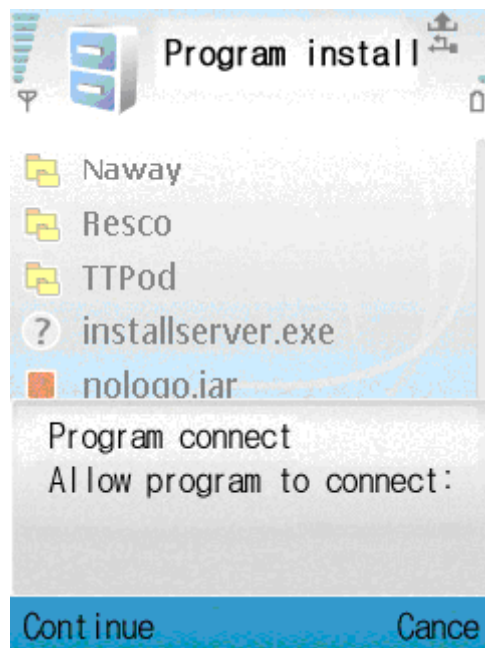 Program install
Naway
Resco
TTPod
installserver.exe
nologo.jar
Program connect
Allow program to connect:
Continue
Cance